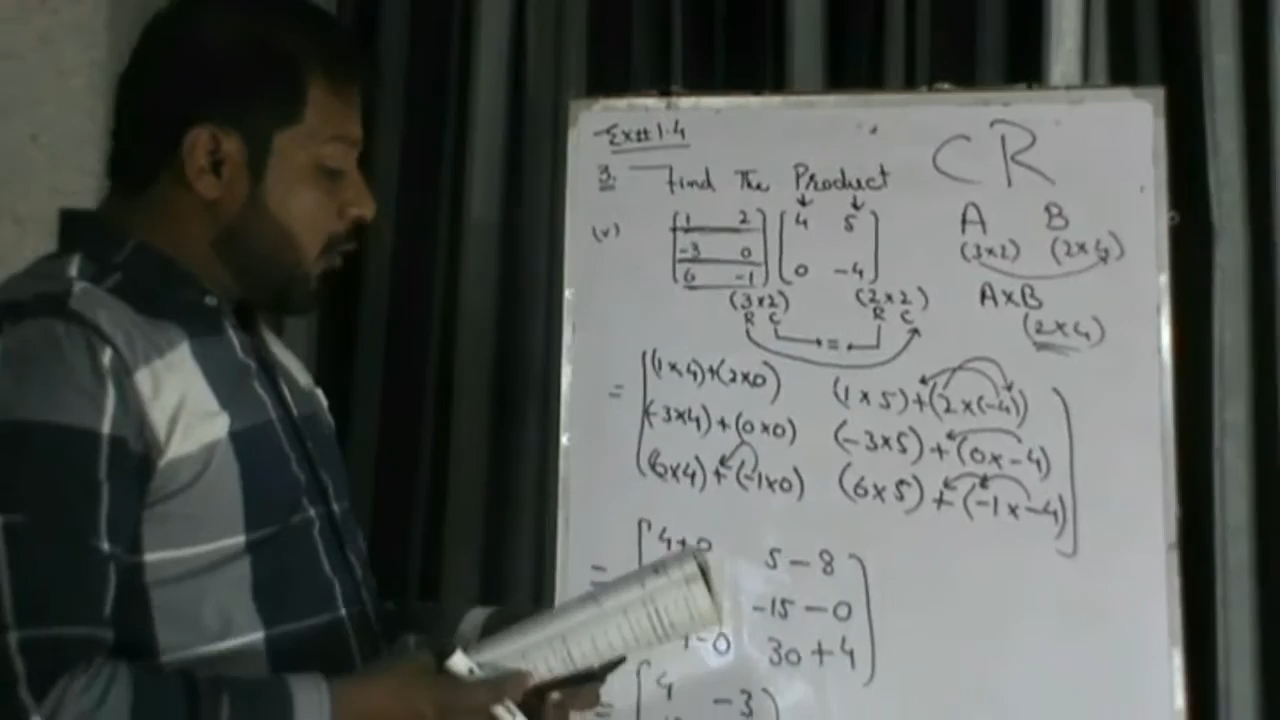 Ex# 1.4
CR
3. Find The Product
A B
(v) [1 2 [4 5
(3×2) (2×4)
-3 0
6 -1] 0 -4]
(3×2) (2×2)
R C R C
A×B
=
(2×4)
= [(1×4)+(2×0) (1×5)+(2×(-4))
(-3×4)+(0×0) (-3×5)+(0×-4)
(6×4)+(-1×0) (6×5)+(-1×-4)]
= [4+0 5-8
-15-0
-0 30+4]
= [4 -3